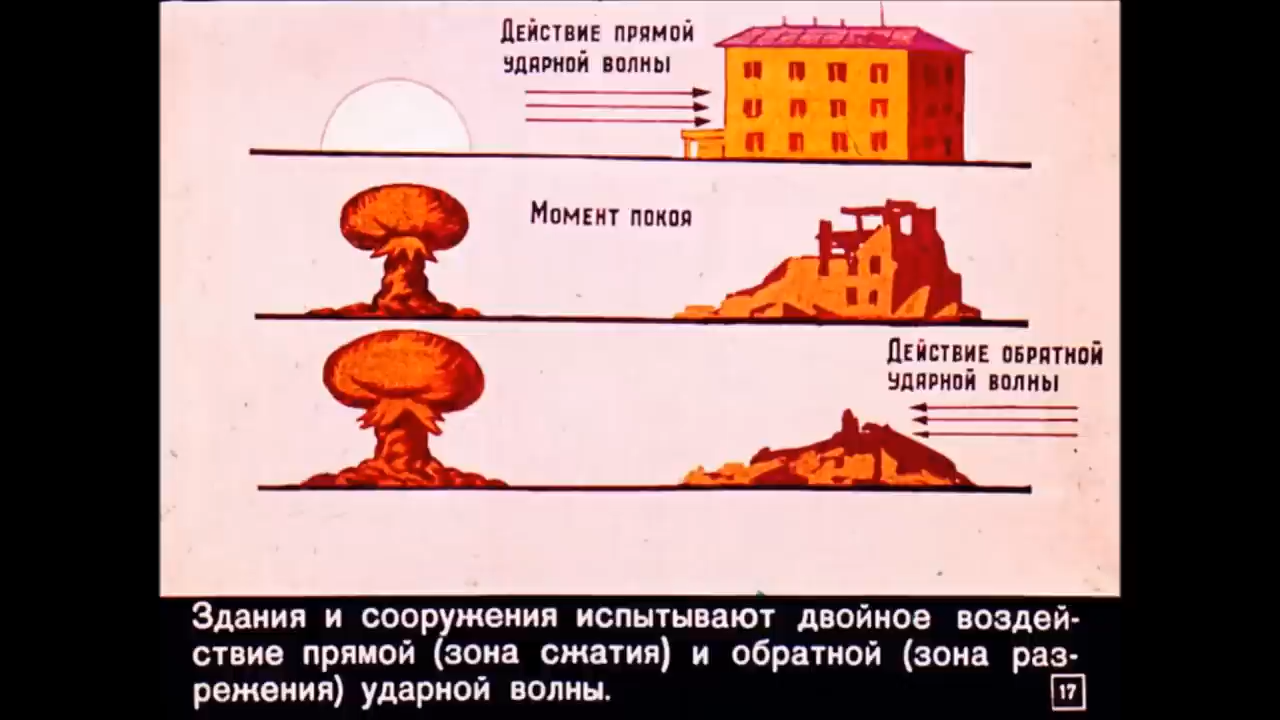 Действие прямой
ударной волны
Момент покоя
Действие обратной
ударной волны
Здания и сооружения испытывают двойное воздей-
ствие прямой (зона сжатия) и обратной (зона раз-
режения) ударной волны.
17